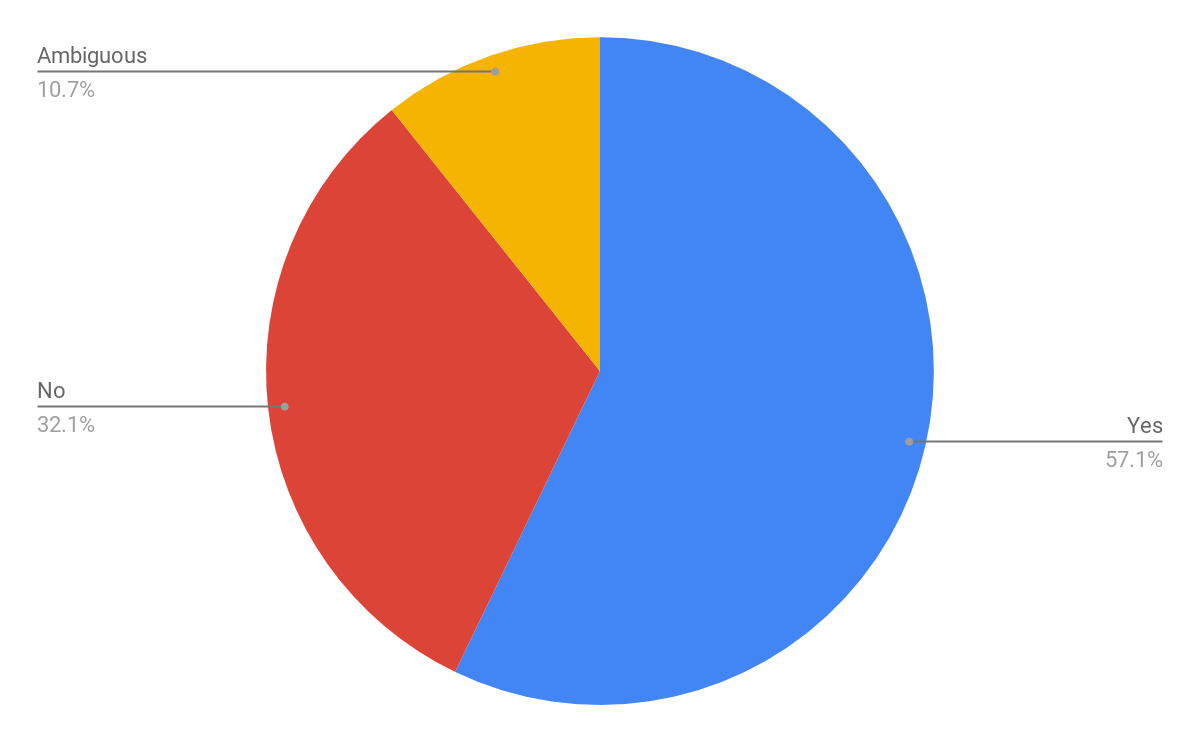 Ambiguous
10.7%
No
32.1%
Yes
57.1%